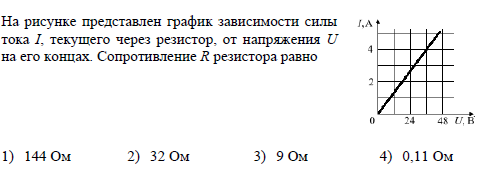 На рисунке представлен график зависимости силы
тока I, текущего через резистор, от напряжения U
на его концах. Сопротивление R резистора равно
I, А
4
2
0 24 48 U, В
1) 144 Ом 2) 32 Ом 3) 9 Ом 4) 0,11 Ом